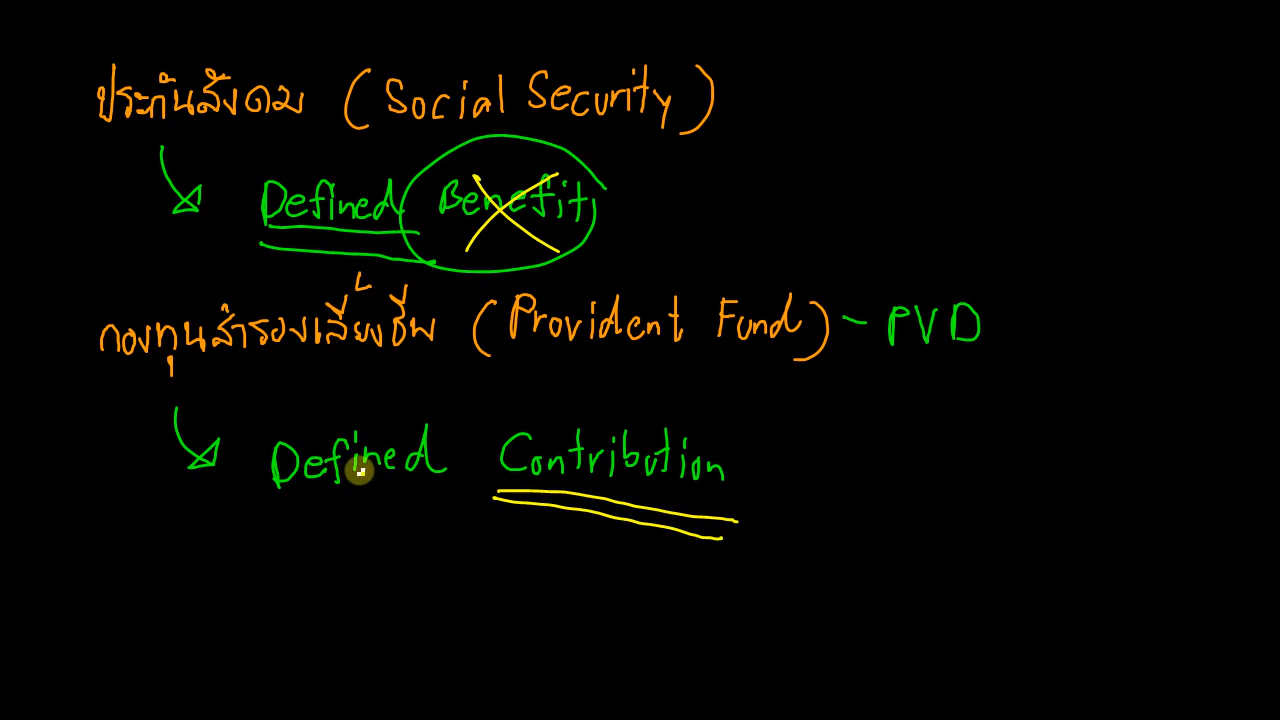 ประกันสังคม (Social Security)
Defined Benefit
กองทุนสำรองเลี้ยงชีพ (Provident Fund) ~ PVD
Defined Contribution